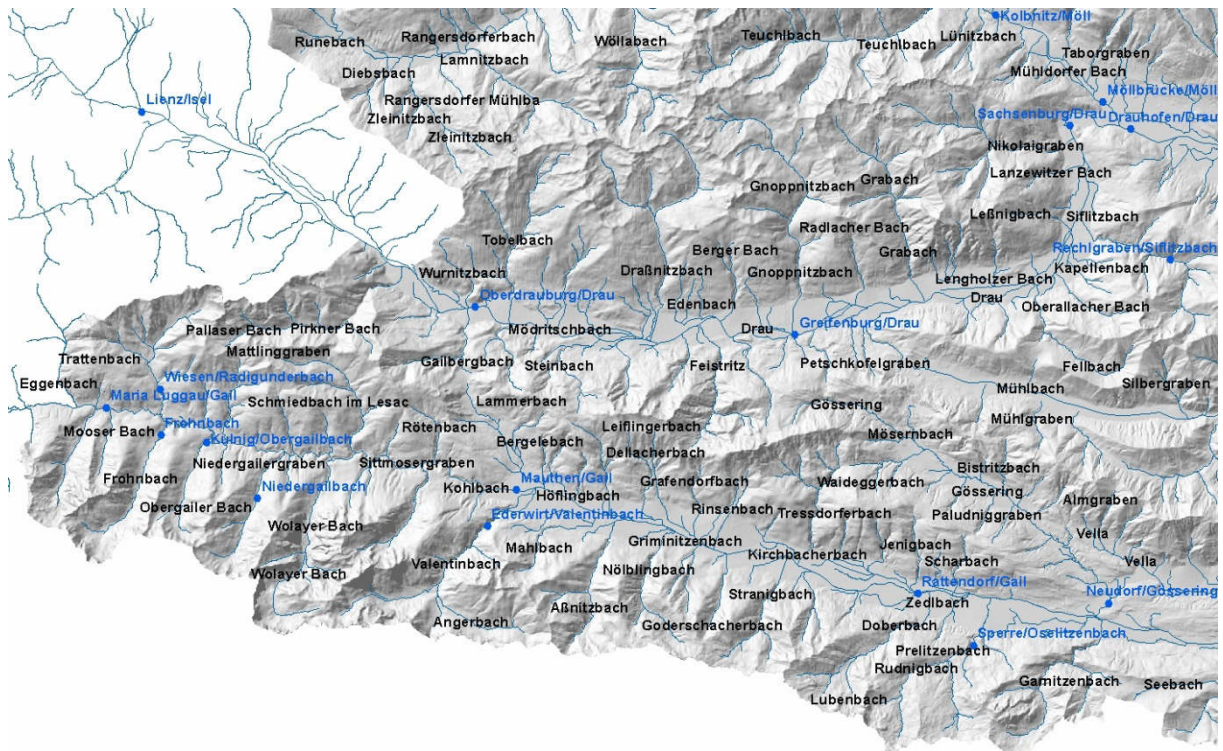 Kolbnitz/Möll
Runebach
Rangersdorferbach
Wöllabach
Teuchlbach
Teuchlbach
Lünitzbach
Taborgraben
Lamnitzbach
Diebsbach
Mühldorfer Bach
Möllbrücke/Möll
Lienz/Isel
Rangersdorfer Mühlba
Zleinitzbach
Zleinitzbach
Sachsenburg/Drau
Drauhofen/Drau
Nikolaigraben
Lanzewitzer Bach
Gnoppnitzbach
Grabach
Leßnigbach
Siflitzbach
Radlacher Bach
Tobelbach
Berger Bach
Grabach
Rechlgraben/Siflitzbach
Kapellenbach
Wurnitzbach
Draßnitzbach
Gnoppnitzbach
Lengholzer Bach
Drau
Oberallacher Bach
Oberdrauburg/Drau
Edenbach
Pallaser Bach
Pirkner Bach
Mödritschbach
Drau
Greifenburg/Drau
Mattlinggraben
Trattenbach
Gailbergbach
Steinbach
Feistritz
Petschkofelgraben
Fellbach
Eggenbach
Wiesen/Radigunderbach
Mühlbach
Silbergraben
Maria Luggau/Gail
Schmiedbach im Lesac
Lammerbach
Gössering
Mühlgraben
Mooser Bach
Frohnbach
Külnig/Obergailbach
Rötenbach
Bergelebach
Leiflingerbach
Mösernbach
Dellacherbach
Niedergailergraben
Sittmosergraben
Bistritzbach
Frohnbach
Niedergailbach
Kohlbach
Mauthen/Gail
Höflingbach
Grafendorfbach
Waideggerbach
Gössering
Almgraben
Obergailer Bach
Ederwirt/Valentinbach
Rinsenbach
Tressdorferbach
Paludniggraben
Wolayer Bach
Mahlbach
Griminitzenbach
Kirchbacherbach
Jenigbach
Vella
Scharbach
Vella
Wolayer Bach
Valentinbach
Nölblingbach
Stranigbach
Rattendorf/Gail
Zedlbach
Neudorf/Gössering
Aßnitzbach
Angerbach
Goderschacherbach
Doberbach
Sperre/Oselitzenbach
Prelitzenbach
Rudnigbach
Garnitzenbach
Seebach
Lubenbach